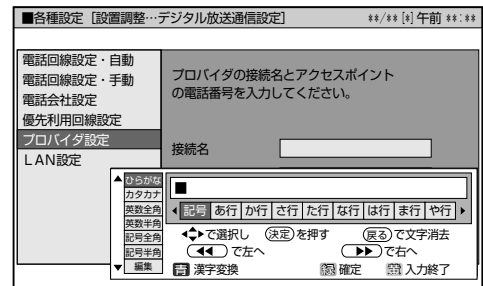 ■各種設定［設置調整…デジタル放送通信設定］ **/**[*]午前 **:**
電話回線設定・自動
電話回線設定・手動
電話会社設定
優先利用回線設定
プロバイダ設定
ＬＡＮ設定
プロバイダの接続名とアクセスポイント
の電話番号を入力してください。
接続名
ひらがな
カタカナ
英数全角
英数半角
記号全角
記号半角
編集
記号 あ行 か行 さ行 た行 な行 は行 ま行 や行
で選択し 決定を押す 戻るで文字消去
で左へ で右へ
青 漢字変換 緑 確定 入力終了